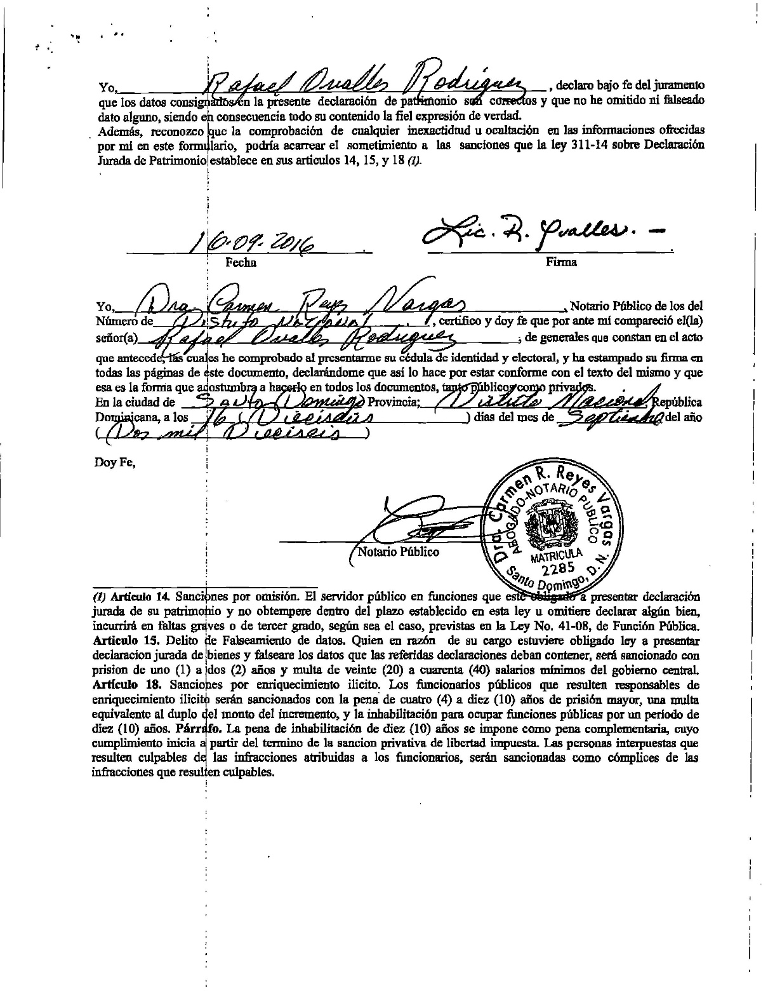 Yo, Rafael Ovalles Rodríguez, declaro bajo fe del juramento
que los datos consignados en la presente declaración de patrimonio son correctos y que no he omitido ni falseado
dato alguno, siendo en consecuencia todo su contenido la fiel expresión de verdad.
Además, reconozco que la comprobación de cualquier inexactidtud u ocultación en las informaciones ofrecidas
por mi en este formulario, podría acarrear el sometimiento a las sanciones que la ley 311-14 sobre Declaración
Jurada de Patrimonio establece en sus articulos 14, 15, y 18 (1).
16-09-2016
Lic. R. Ovalles. —
Fecha
Firma
Yo, Dra. Carmen Reyes Vargas, Notario Público de los del
Número de Distrito Nacional, certifico y doy fe que por ante mi compareció el(la)
señor(a) Rafael Ovalles Rodriguez; de generales que constan en el acto
que antecede, las cuales he comprobado al presentarme su cédula de identidad y electoral, y ha estampado su firma en
todas las páginas de este documento, declarándome que así lo hace por estar conforme con el texto del mismo y que
esa es la forma que acostumbra a hacerlo en todos los documentos, tanto públicos como privados.
En la ciudad de Santo Domingo Provincia; Distrito Nacional, República
Dominicana, a los 16 (Dieciséis) días del mes de Septiembre del año
(Dos mil Dieciseis)
Doy Fe,
Dra. Carmen R. Reyes Vargas
ABOGADO-NOTARIO PUBLICO
MATRICULA
2285
Santo Domingo, D. N.
Notario Público
(1) Articulo 14. Sanciones por omisión. El servidor público en funciones que esté obligado a presentar declaración
jurada de su patrimonio y no obtempere dentro del plazo establecido en esta ley u omitiere declarar algún bien,
incurrirá en faltas graves o de tercer grado, según sea el caso, previstas en la Ley No. 41-08, de Función Pública.
Articulo 15. Delito de Falseamiento de datos. Quien en razón de su cargo estuviere obligado ley a presentar
declaracion jurada de bienes y falseare los datos que las referidas declaraciones deban contener, será sancionado con
prision de uno (1) a dos (2) años y multa de veinte (20) a cuarenta (40) salarios mínimos del gobierno central.
Artículo 18. Sanciones por enriquecimiento ilicito. Los funcionarios públicos que resulten responsables de
enriquecimiento ilicito serán sancionados con la pena de cuatro (4) a diez (10) años de prisión mayor, una multa
equivalente al duplo del monto del incremento, y la inhabilitación para ocupar funciones públicas por un período de
diez (10) años. Párrafo. La pena de inhabilitación de diez (10) años se impone como pena complementaria, cuyo
cumplimiento inicia a partir del termino de la sancion privativa de libertad impuesta. Las personas interpuestas que
resulten culpables de las infracciones atribuidas a los funcionarios, serán sancionadas como cómplices de las
infracciones que resulten culpables.